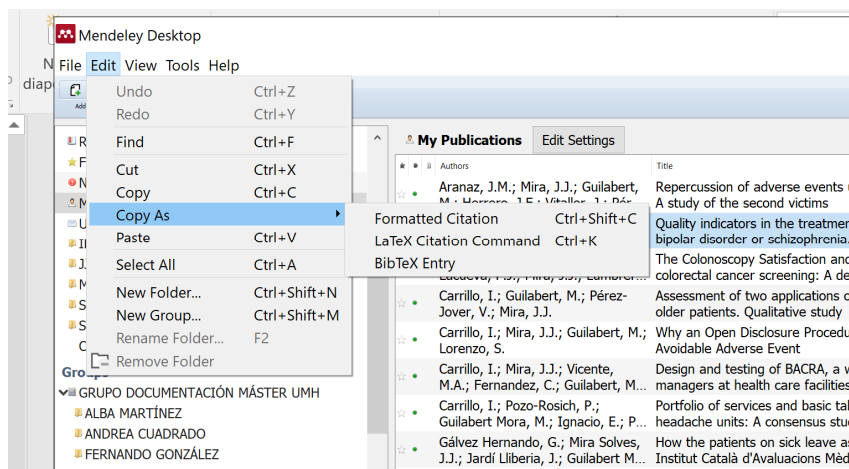 Mendeley Desktop
File Edit View Tools Help
diap
Add
Undo Ctrl+Z
Redo Ctrl+Y
Find Ctrl+F
Cut Ctrl+X
Copy Ctrl+C
Copy As
Paste Ctrl+V
Select All Ctrl+A
New Folder... Ctrl+Shift+N
New Group... Ctrl+Shift+M
Rename Folder... F2
Remove Folder
Formatted Citation Ctrl+Shift+C
LaTeX Citation Command Ctrl+K
BibTeX Entry
GRUPO DOCUMENTACIÓN MÁSTER UMH
ALBA MARTÍNEZ
ANDREA CUADRADO
FERNANDO GONZÁLEZ
My Publications Edit Settings
Authors Title
Aranaz, J.M.; Mira, J.J.; Guilabert, Repercussion of adverse events
A study of the second victims
Quality indicators in the treatmen
bipolar disorder or schizophrenia.
The Colonoscopy Satisfaction and
colorectal cancer screening: A de
Carrillo, I.; Guilabert, M.; Pérez- Assessment of two applications o
Jover, V.; Mira, J.J. older patients. Qualitative study
Carrillo, I.; Mira, J.J.; Guilabert, M.; Why an Open Disclosure Procedu
Lorenzo, S. Avoidable Adverse Event
Carrillo, I.; Mira, J.J.; Vicente, Design and testing of BACRA, a w
M.A.; Fernandez, C.; Guilabert, M... managers at health care facilities
Carrillo, I.; Pozo-Rosich, P.; Portfolio of services and basic tal
Guilabert Mora, M.; Ignacio, E.; P... headache units: A consensus stu
Gálvez Hernando, G.; Mira Solves, How the patients on sick leave as
J.J.; Jardí Lliberia, J.; Guilabert M... Institut Català d'Avaluacions Mèd